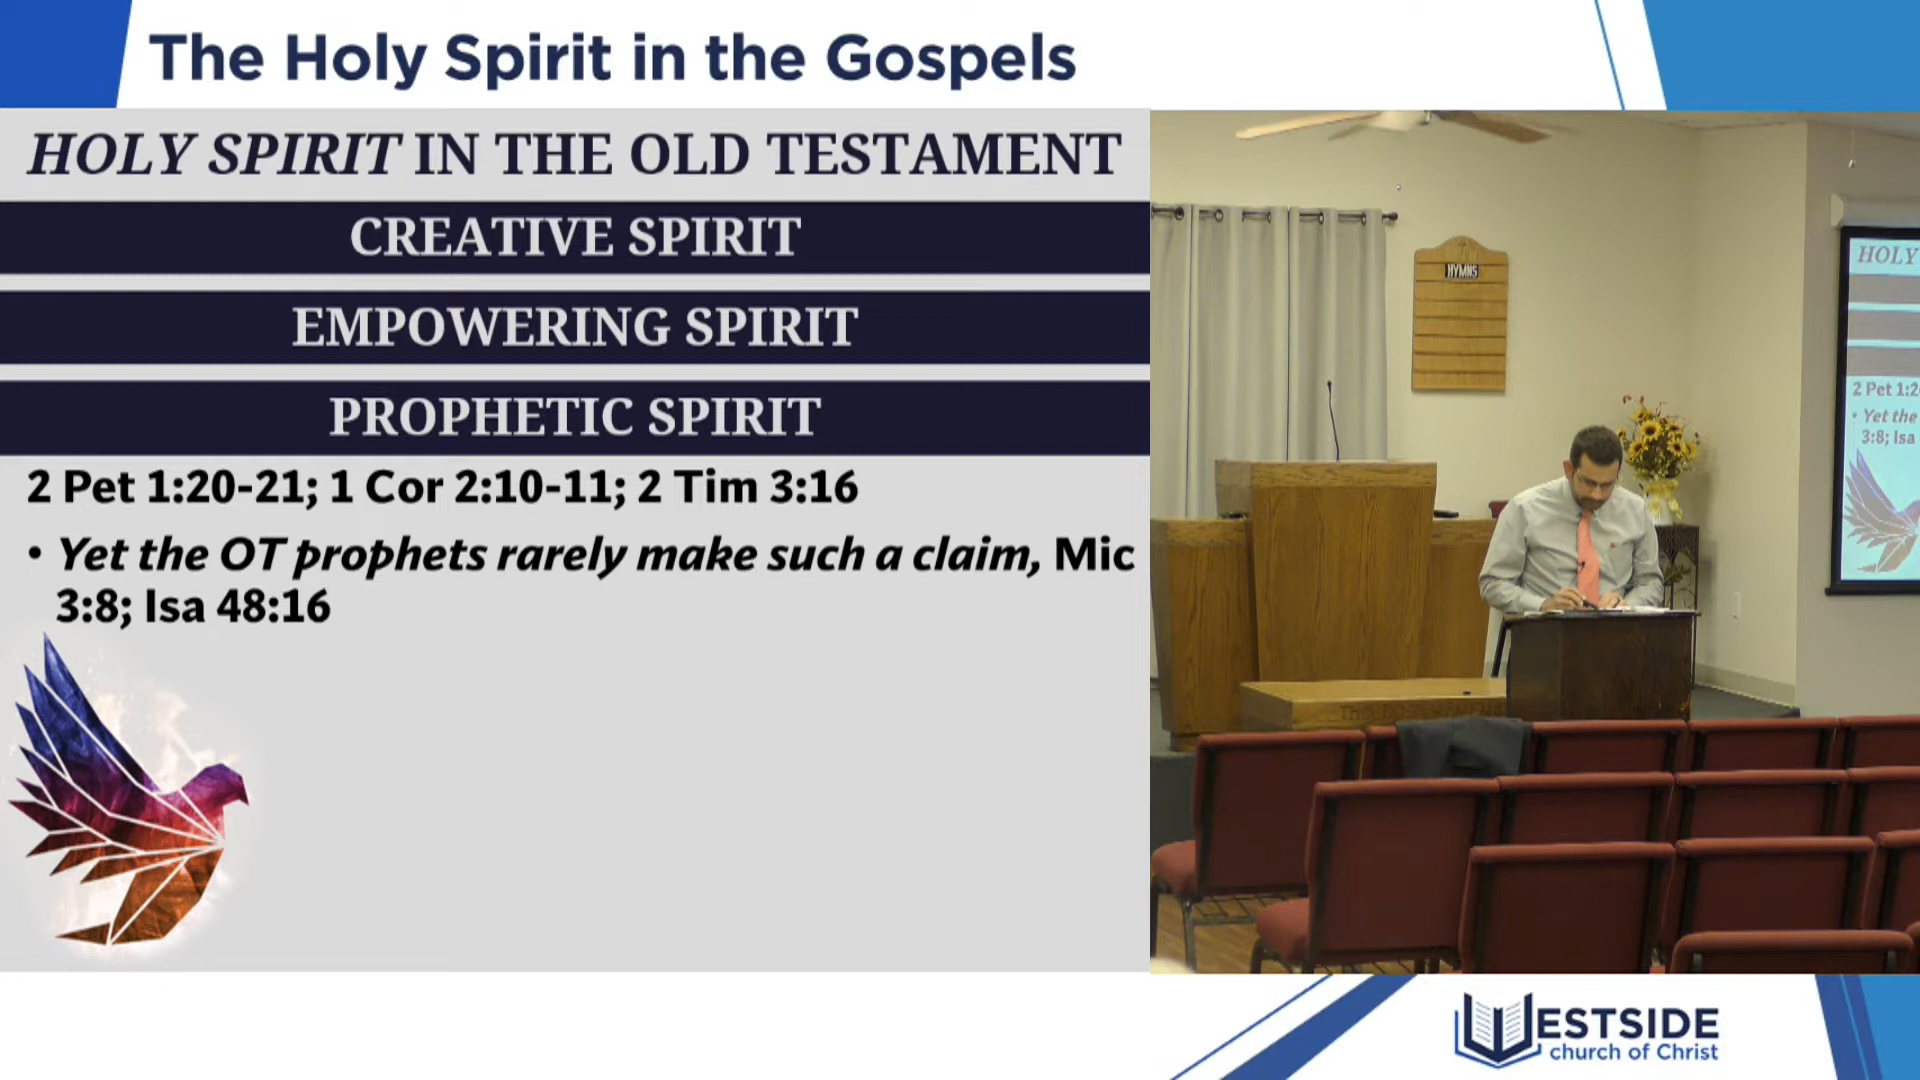 The Holy Spirit in the Gospels
HOLY SPIRIT IN THE OLD TESTAMENT
CREATIVE SPIRIT
EMPOWERING SPIRIT
PROPHETIC SPIRIT
2 Pet 1:20-21; 1 Cor 2:10-11; 2 Tim 3:16
• Yet the OT prophets rarely make such a claim, Mic
3:8; Isa 48:16
HYMNS
HOLY
2 Pet 1:2
• Yet the
3:8; Isa
WESTSIDE
church of Christ